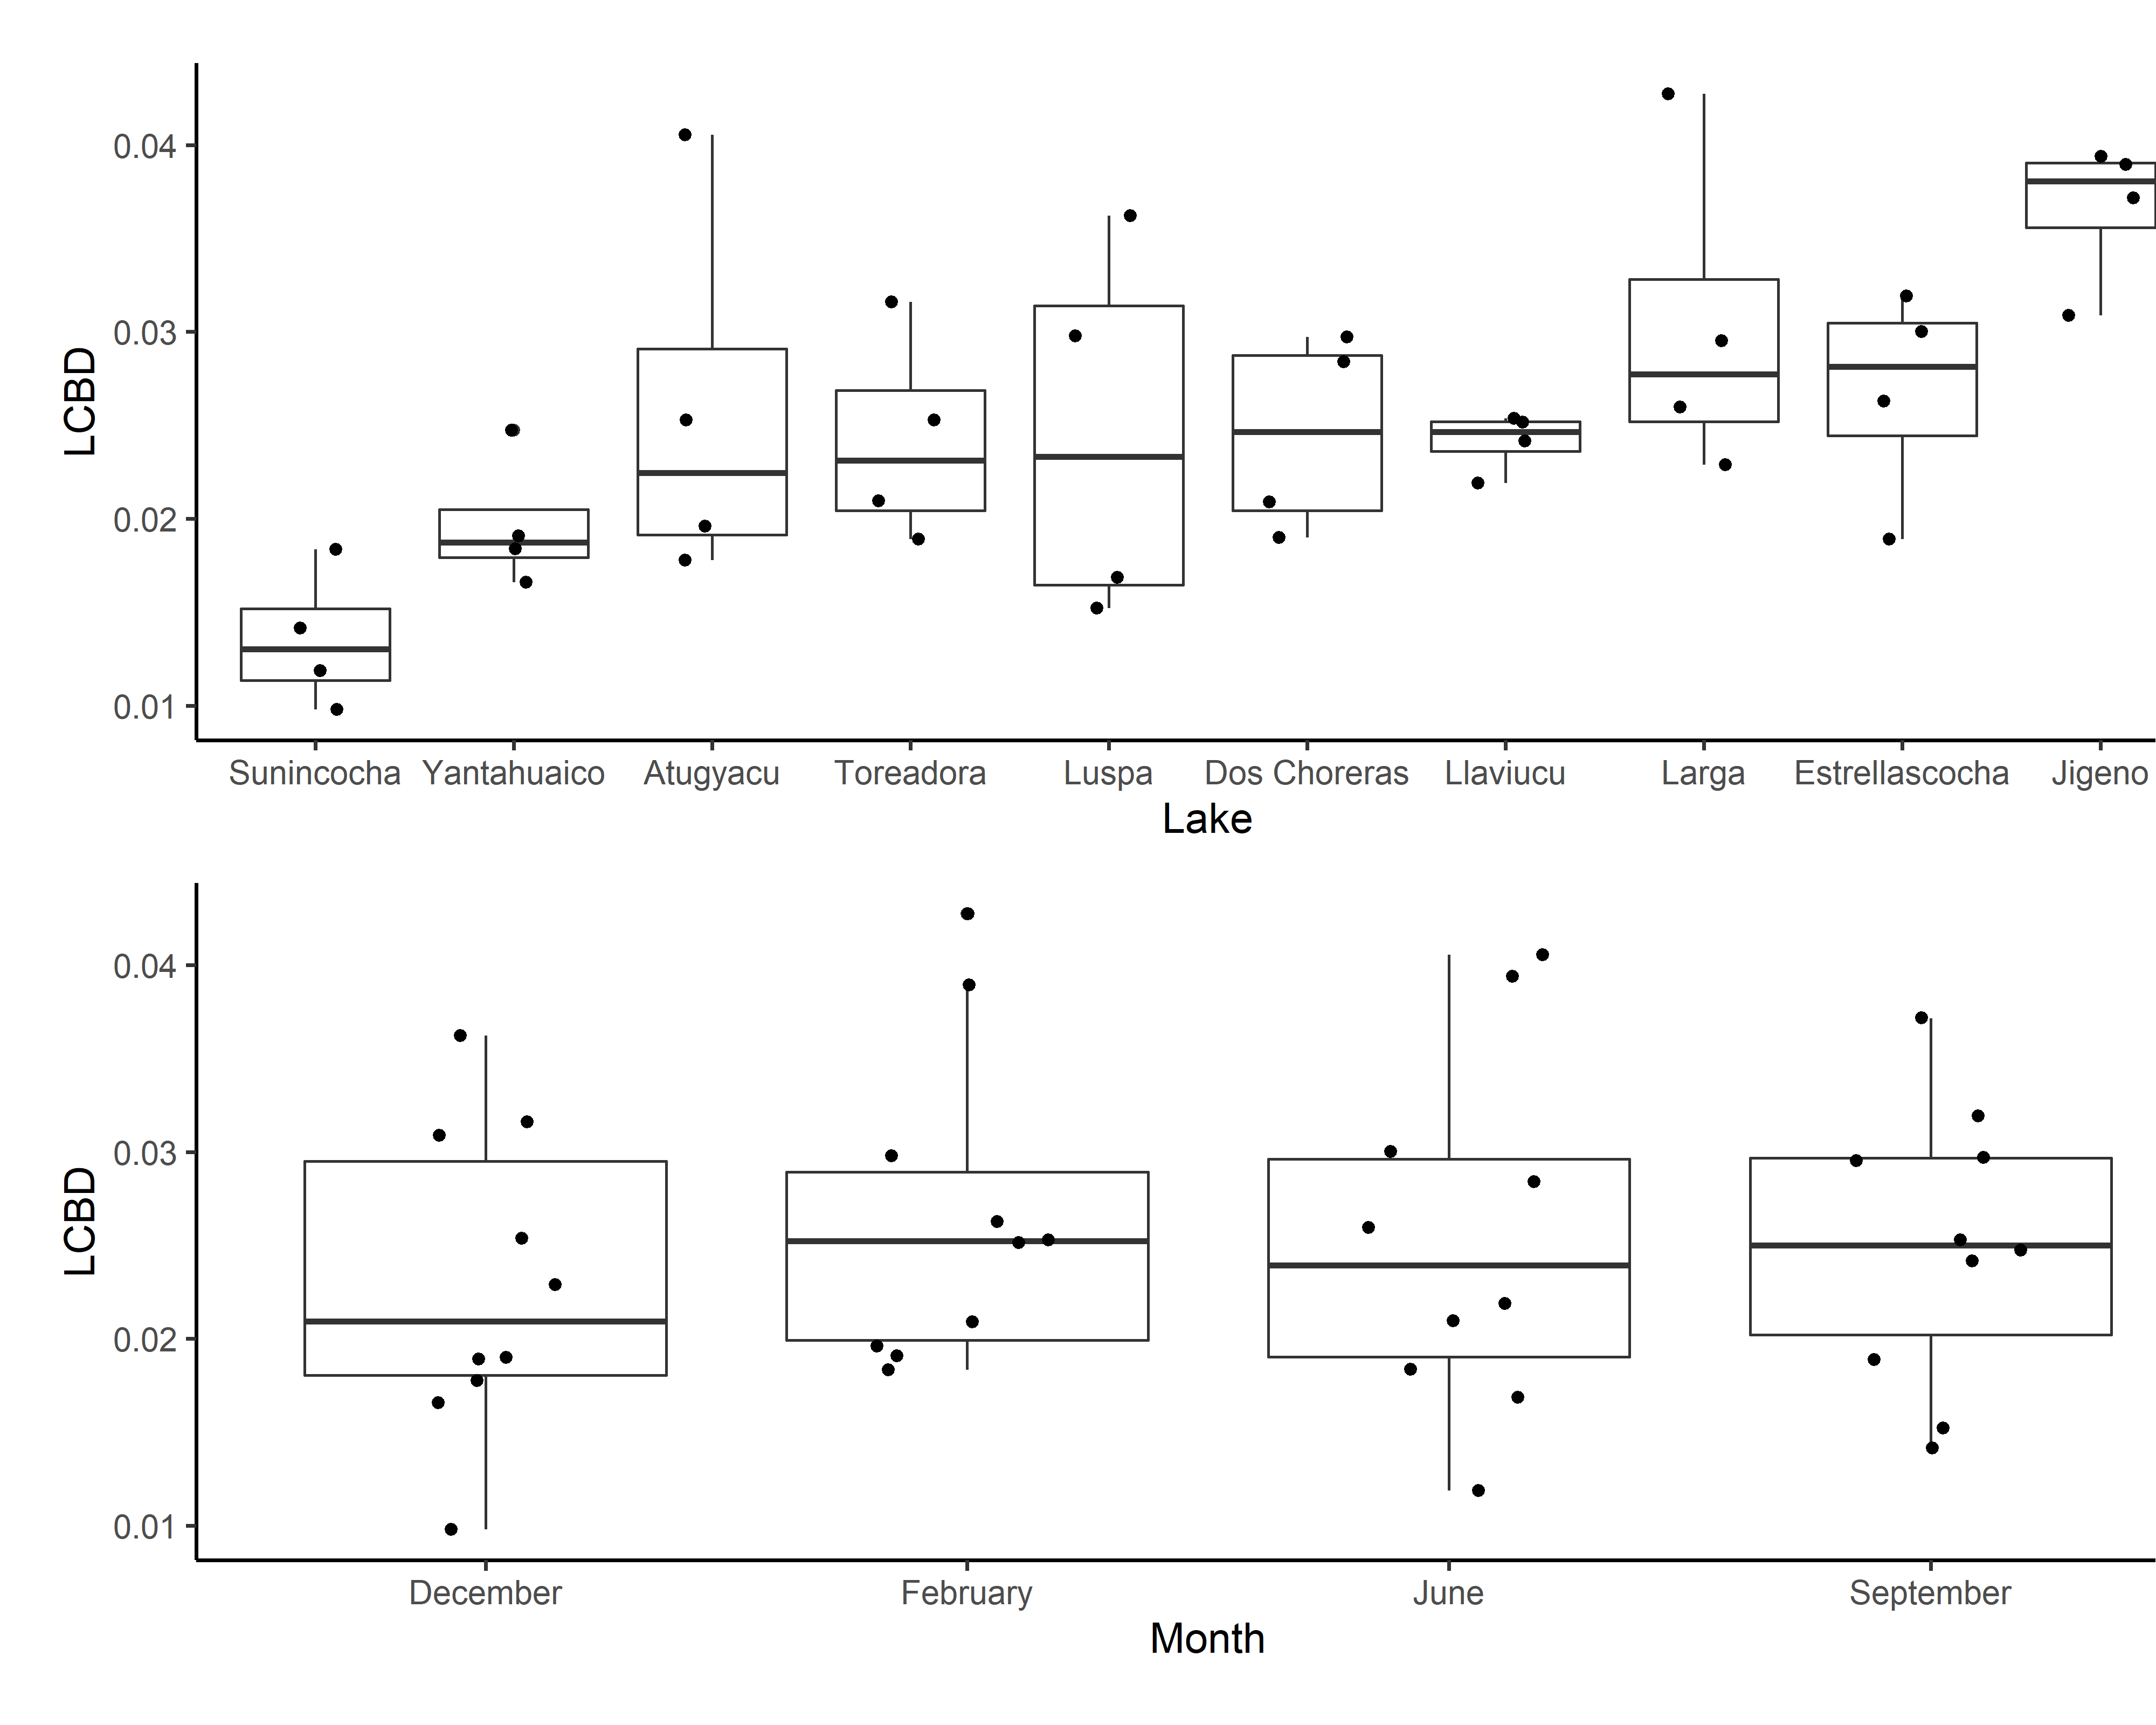 0.04
0.03
0.02
0.01
LCBD
Sunincocha Yantahuaico Atugyacu Toreadora Luspa Dos Choreras Llaviucu Larga Estrellascocha Jigeno
Lake
0.04
0.03
0.02
0.01
LCBD
December February June September
Month